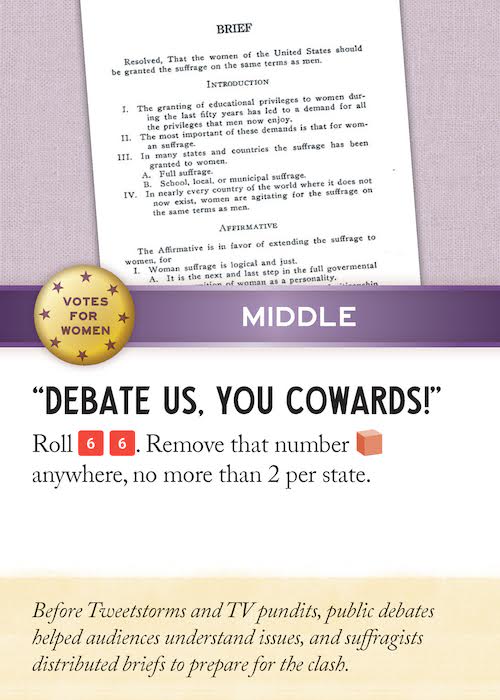 BRIEF
Resolved, That the women of the United States should
be granted the suffrage on the same terms as men.
INTRODUCTION
I. The granting of educational privileges to women dur-
ing the last fifty years has led to a demand for all
the privileges that men now enjoy.
II. The most important of these demands is that for wom-
an suffrage.
III. In many states and countries the suffrage has been
granted to women.
A. Full suffrage.
B. School, local, or municipal suffrage.
IV. In nearly every country of the world where it does not
now exist, women are agitating for the suffrage on
the same terms as men.
AFFIRMATIVE
The Affirmative is in favor of extending the suffrage to
women, for
I. Woman suffrage is logical and just.
A. It is the next and last step in the full govermental
of woman as a personality.
VOTES
FOR
WOMEN
MIDDLE
“DEBATE US, YOU COWARDS!”
Roll 6 6. Remove that number
anywhere, no more than 2 per state.
Before Tweetstorms and TV pundits, public debates
helped audiences understand issues, and suffragists
distributed briefs to prepare for the clash.